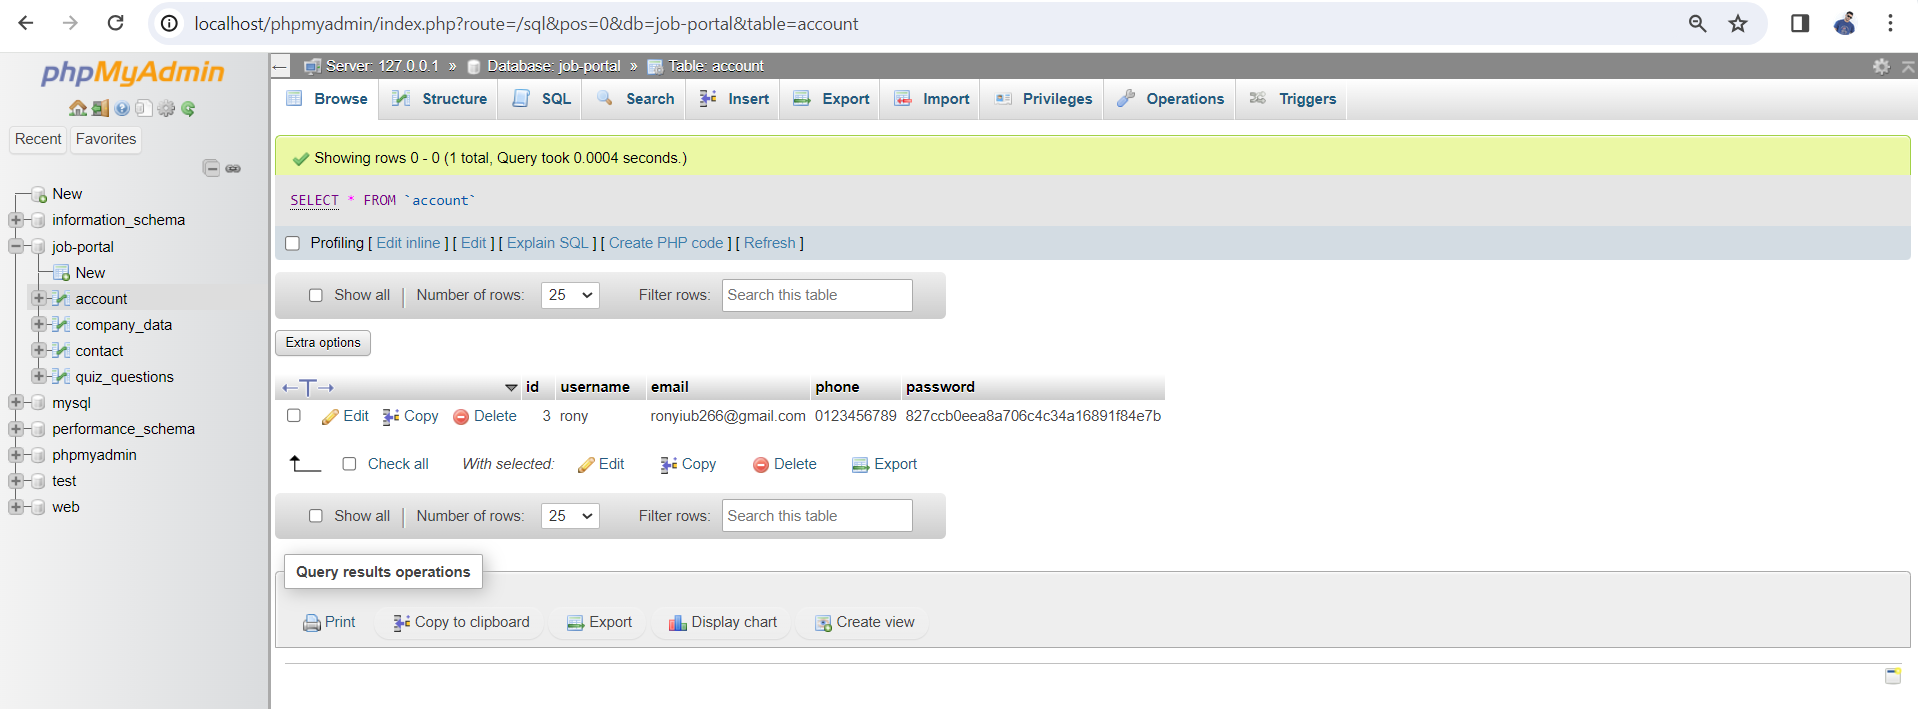 localhost/phpmyadmin/index.php?route=/sql&pos=0&db=job-portal&table=account
phpMyAdmin
Recent Favorites
New
information_schema
job-portal
New
account
company_data
contact
quiz_questions
mysql
performance_schema
phpmyadmin
test
web
Server: 127.0.0.1 » Database: job-portal » Table: account
Browse Structure SQL Search Insert Export Import Privileges Operations Triggers
Showing rows 0 - 0 (1 total, Query took 0.0004 seconds.)
SELECT * FROM `account`
Profiling [ Edit inline ] [ Edit ] [ Explain SQL ] [ Create PHP code ] [ Refresh ]
Show all | Number of rows: 25 Filter rows: Search this table
Extra options
id username email phone password
Edit Copy Delete 3 rony ronyiub266@gmail.com 0123456789 827ccb0eea8a706c4c34a16891f84e7b
Check all With selected: Edit Copy Delete Export
Show all | Number of rows: 25 Filter rows: Search this table
Query results operations
Print Copy to clipboard Export Display chart Create view